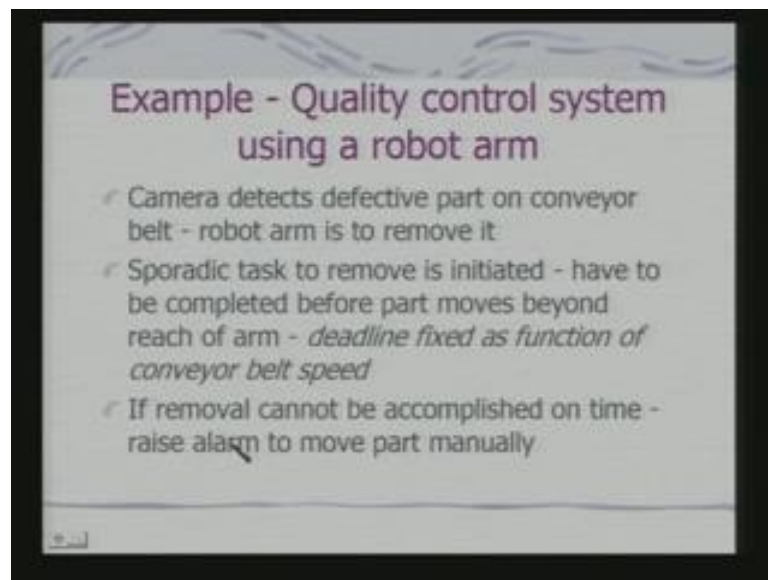 Example - Quality control system
using a robot arm
Camera detects defective part on conveyor
belt - robot arm is to remove it
Sporadic task to remove is initiated - have to
be completed before part moves beyond
reach of arm - deadline fixed as function of
conveyor belt speed
If removal cannot be accomplished on time -
raise alarm to move part manually